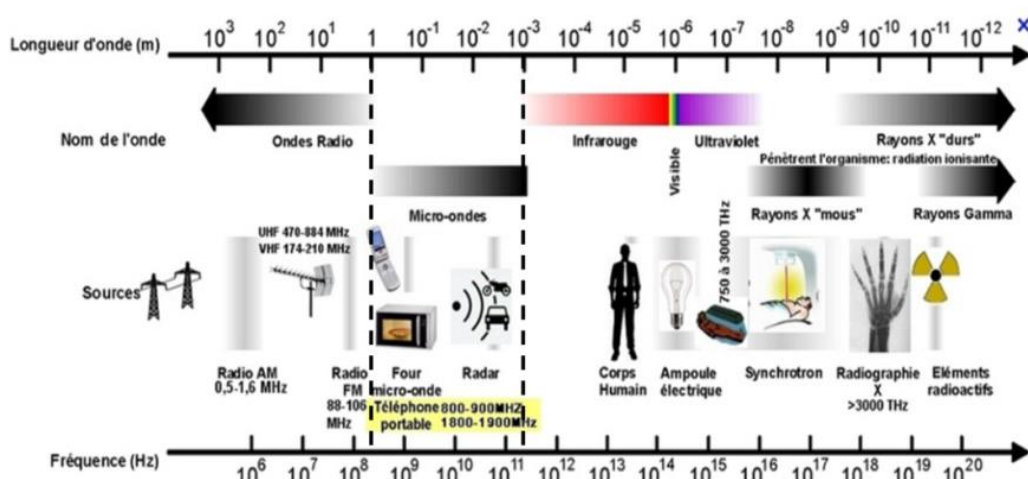 Longueur d'onde (m) 10³ 10² 10¹ 1 10⁻¹ 10⁻² 10⁻³ 10⁻⁴ 10⁻⁵ 10⁻⁶ 10⁻⁷ 10⁻⁸ 10⁻⁹ 10⁻¹⁰ 10⁻¹¹ 10⁻¹²
Nom de l'onde
Ondes Radio
Infrarouge
Ultraviolet
Rayons X "durs"
Pénètrent l'organisme: radiation ionisante
Visible
Micro-ondes
Rayons X "mous"
Rayons Gamma
UHF 470-884 MHz
VHF 174-210 MHz
750 à 3000 THz
Sources
Radio AM
0,5-1,6 MHz
Radio
FM
88-106
MHz
Four
micro-onde
Radar
Téléphone 800-900MHZ
portable 1800-1900MHz
Corps
Humain
Ampoule
électrique
Synchrotron
Radiographie
X
>3000 THz
Eléments
radioactifs
Fréquence (Hz) 10⁶ 10⁷ 10⁸ 10⁹ 10¹⁰ 10¹¹ 10¹² 10¹³ 10¹⁴ 10¹⁵ 10¹⁶ 10¹⁷ 10¹⁸ 10¹⁹ 10²⁰